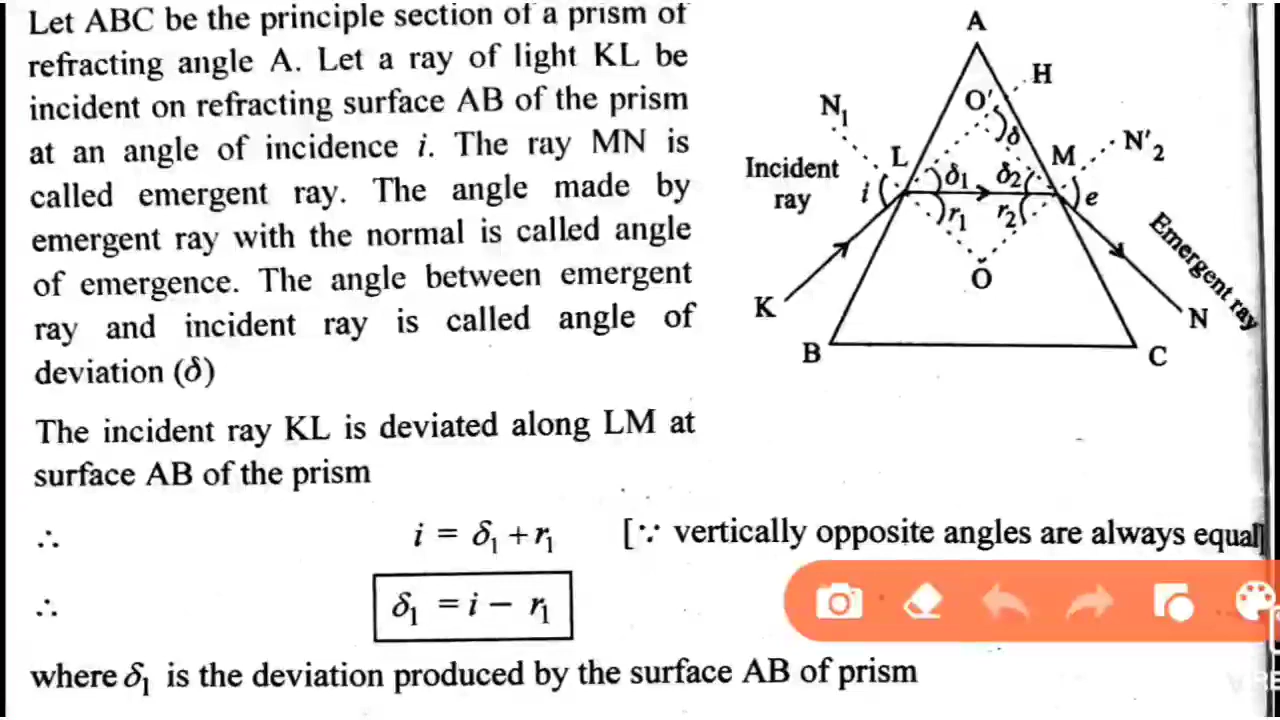 Let ABC be the principle section of a prism of
refracting angle A. Let a ray of light KL be
incident on refracting surface AB of the prism
at an angle of incidence i. The ray MN is
called emergent ray. The angle made by
emergent ray with the normal is called angle
of emergence. The angle between emergent
ray and incident ray is called angle of
deviation (δ)
The incident ray KL is deviated along LM at
surface AB of the prism
∴ i = δ₁ + r₁ [∵ vertically opposite angles are always equal]
∴ δ₁ = i − r₁
where δ₁ is the deviation produced by the surface AB of prism
A
H
O′
N₁
δ
N′₂
L
M
Incident
ray
i
δ₁
δ₂
e
r₁
r₂
O
Emergent ray
K
N
B
C